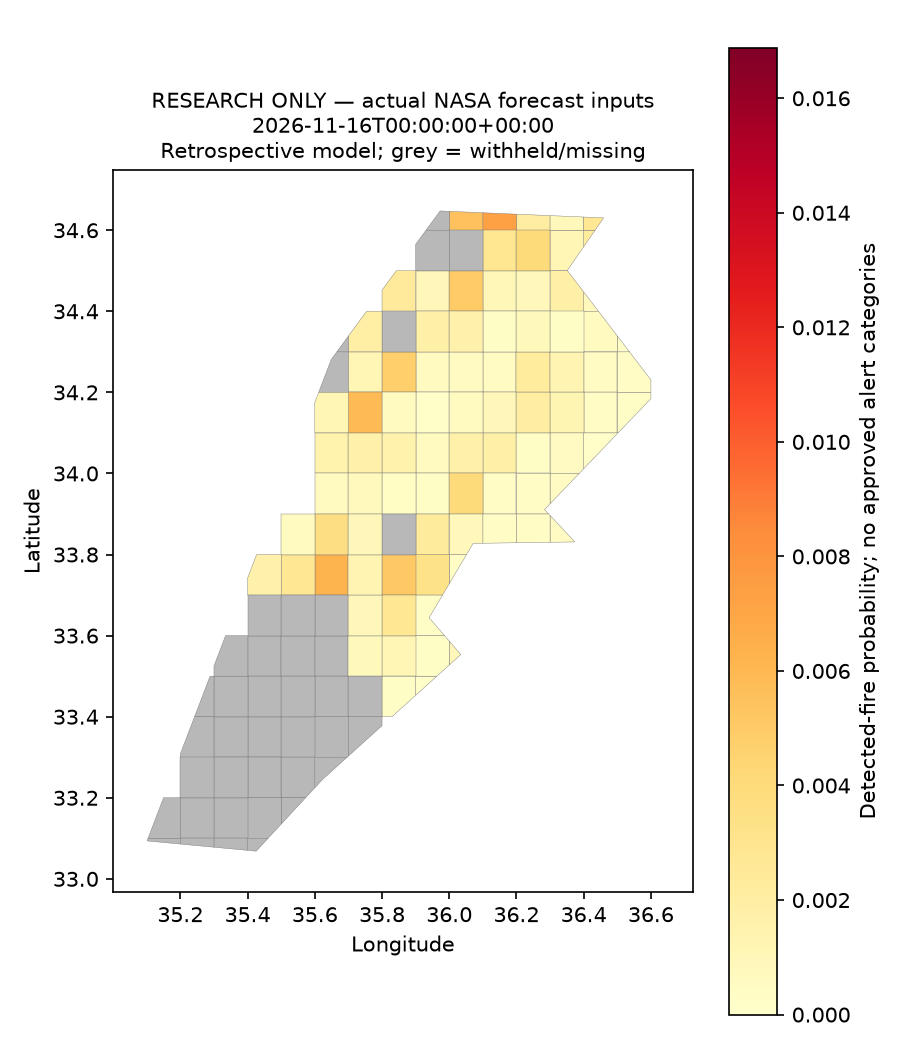 RESEARCH ONLY — actual NASA forecast inputs
2026-11-16T00:00:00+00:00
Retrospective model; grey = withheld/missing
34.6
34.4
34.2
34.0
33.8
33.6
33.4
33.2
33.0
Latitude
35.2 35.4 35.6 35.8 36.0 36.2 36.4 36.6
Longitude
0.016
0.014
0.012
0.010
0.008
0.006
0.004
0.002
0.000
Detected-fire probability; no approved alert categories